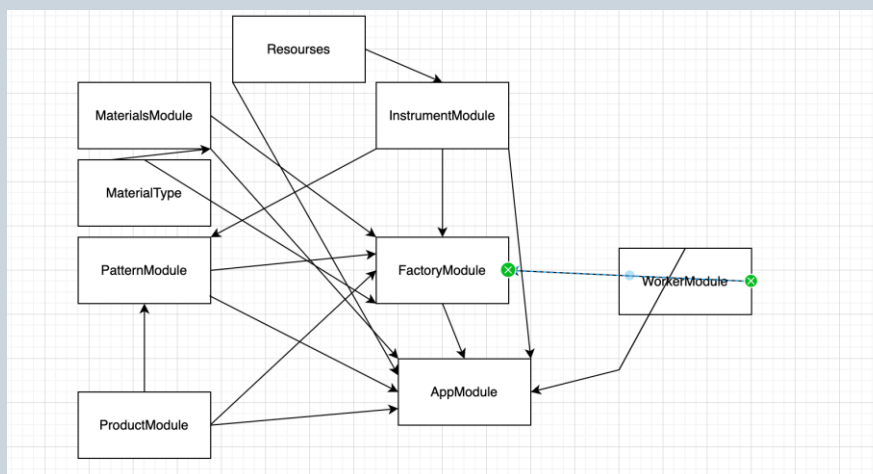 Resourses
MaterialsModule
InstrumentModule
MaterialType
PatternModule
FactoryModule
WorkerModule
AppModule
ProductModule